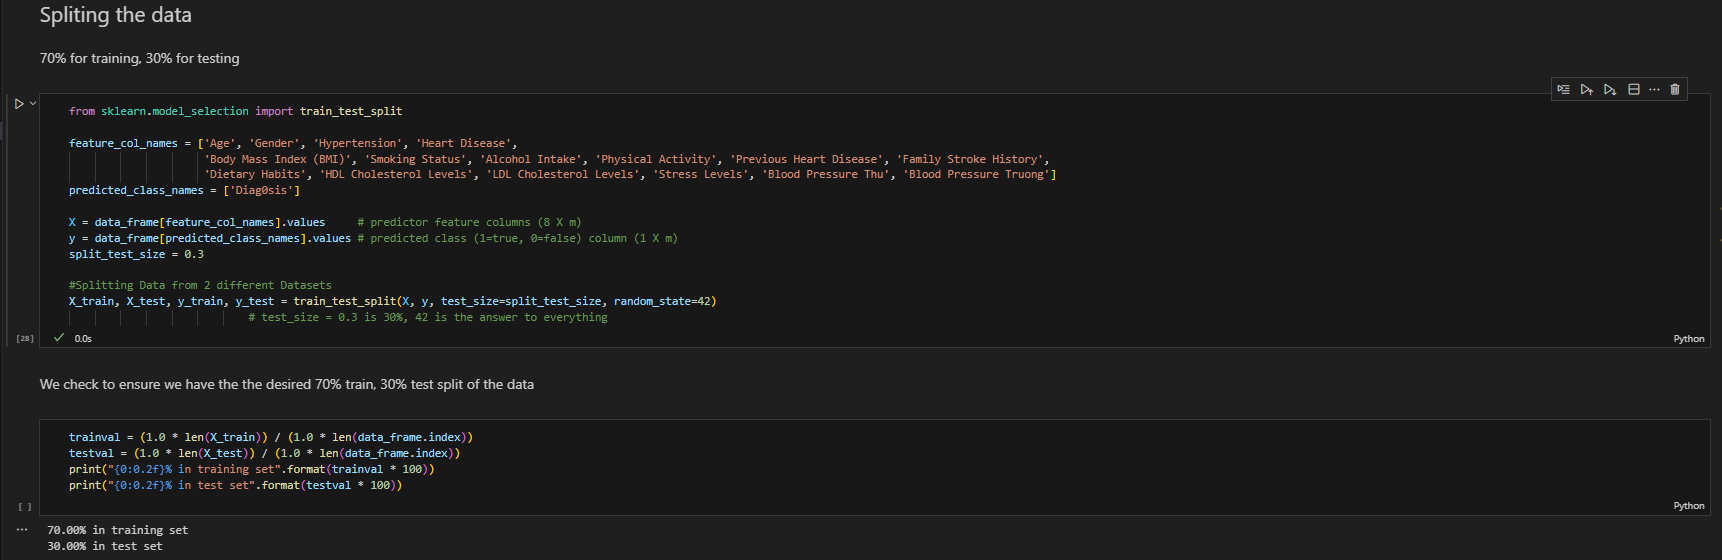 Spliting the data
70% for training, 30% for testing
from sklearn.model_selection import train_test_split
feature_col_names = ['Age', 'Gender', 'Hypertension', 'Heart Disease',
'Body Mass Index (BMI)', 'Smoking Status', 'Alcohol Intake', 'Physical Activity', 'Previous Heart Disease', 'Family Stroke History',
'Dietary Habits', 'HDL Cholesterol Levels', 'LDL Cholesterol Levels', 'Stress Levels', 'Blood Pressure Thu', 'Blood Pressure Truong']
predicted_class_names = ['Diag0sis']
X = data_frame[feature_col_names].values     # predictor feature columns (8 X m)
y = data_frame[predicted_class_names].values # predicted class (1=true, 0=false) column (1 X m)
split_test_size = 0.3
#Splitting Data from 2 different Datasets
X_train, X_test, y_train, y_test = train_test_split(X, y, test_size=split_test_size, random_state=42)
# test_size = 0.3 is 30%, 42 is the answer to everything
[28] 0.0s Python
We check to ensure we have the the desired 70% train, 30% test split of the data
trainval = (1.0 * len(X_train)) / (1.0 * len(data_frame.index))
testval = (1.0 * len(X_test)) / (1.0 * len(data_frame.index))
print("{0:0.2f}% in training set".format(trainval * 100))
print("{0:0.2f}% in test set".format(testval * 100))
[ ] Python
... 70.00% in training set
30.00% in test set